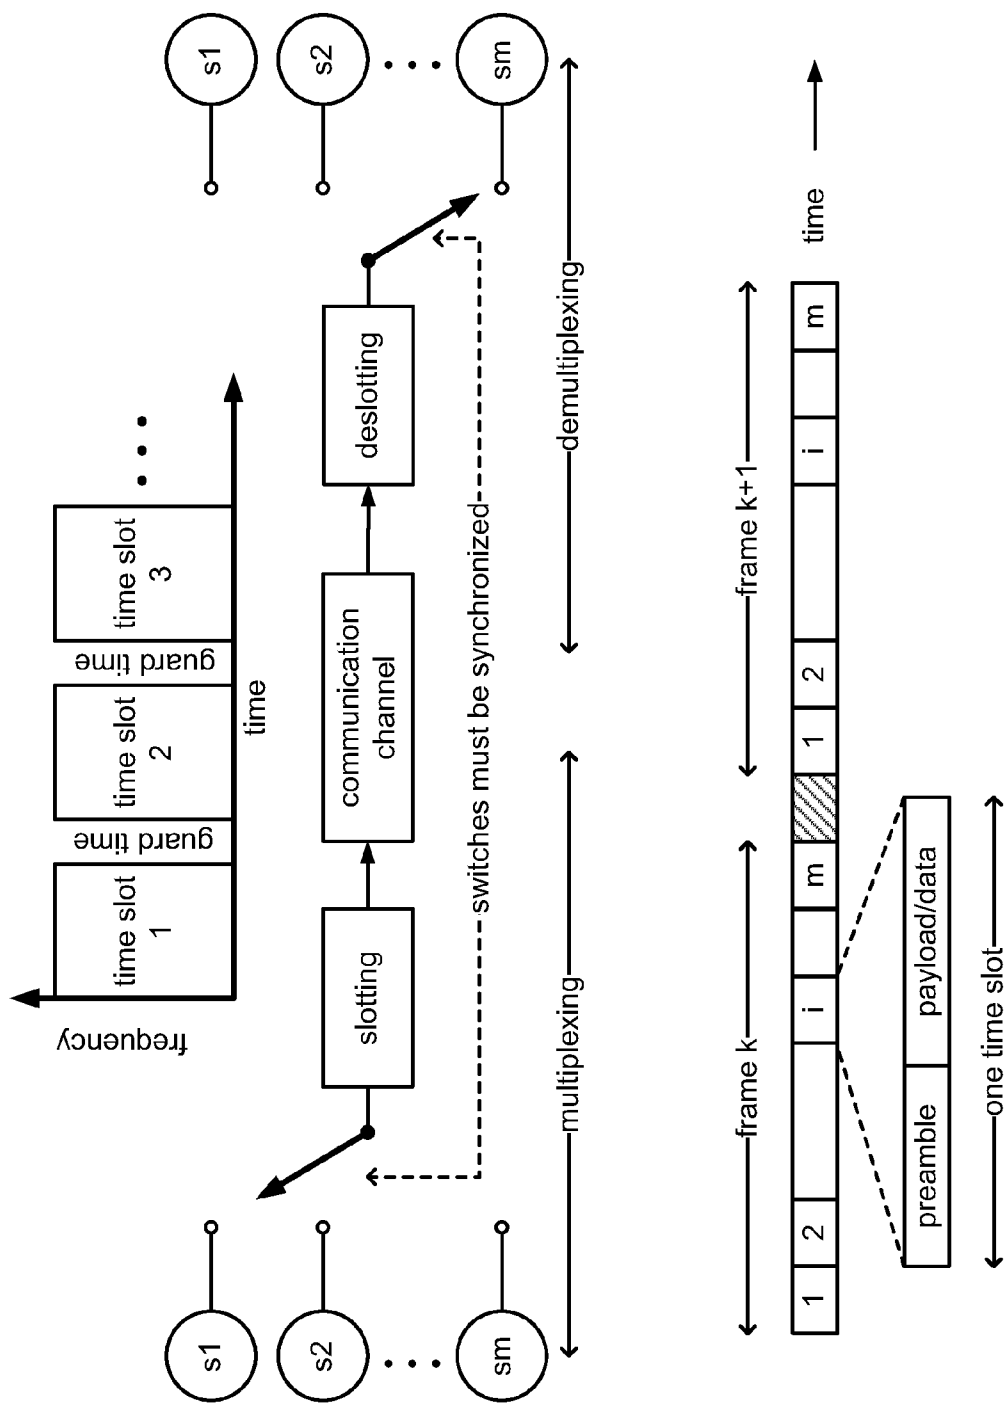 frequency
time slot
1
guard time
time slot
2
guard time
time slot
3
time
s1
s2
sm
slotting
communication
channel
deslotting
s1
s2
sm
switches must be synchronized
multiplexing
demultiplexing
frame k
frame k+1
1
2
i
m
1
2
i
m
time
preamble
payload/data
one time slot